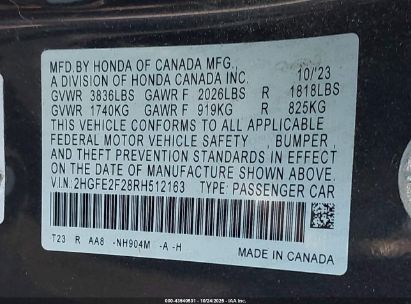 MFD BY HONDA OF CANADA MFG.,
A DIVISION OF HONDA CANADA INC. 10/'23
GVWR 3836LBS GAWR F 2026LBS R 1818LBS
GVWR 1740KG GAWR F 919KG R 825KG
THIS VEHICLE CONFORMS TO ALL APPLICABLE
FEDERAL MOTOR VEHICLE SAFETY , BUMPER ,
AND THEFT PREVENTION STANDARDS IN EFFECT
ON THE DATE OF MANUFACTURE SHOWN ABOVE.
V.I.N.:2HGFE2F28RH512163 TYPE: PASSENGER CAR
T23 R AA8 -NH904M -A -H
MADE IN CANADA